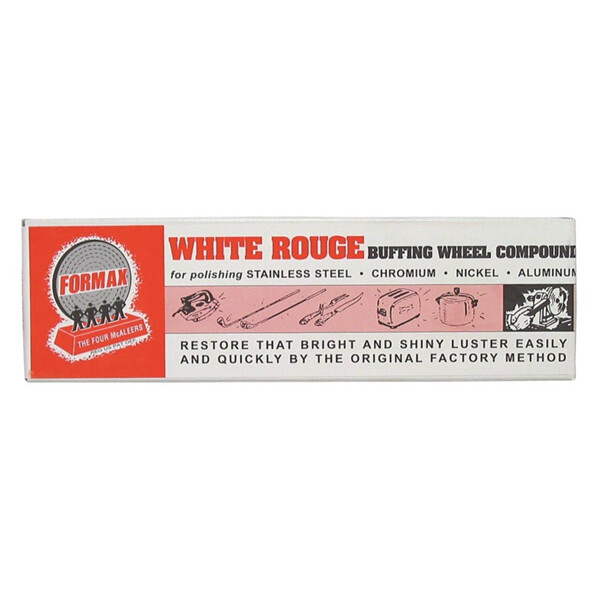 FORMAX
THE FOUR McALEERS
WHITE ROUGE BUFFING WHEEL COMPOUND
for polishing STAINLESS STEEL • CHROMIUM • NICKEL • ALUMINUM
RESTORE THAT BRIGHT AND SHINY LUSTER EASILY
AND QUICKLY BY THE ORIGINAL FACTORY METHOD